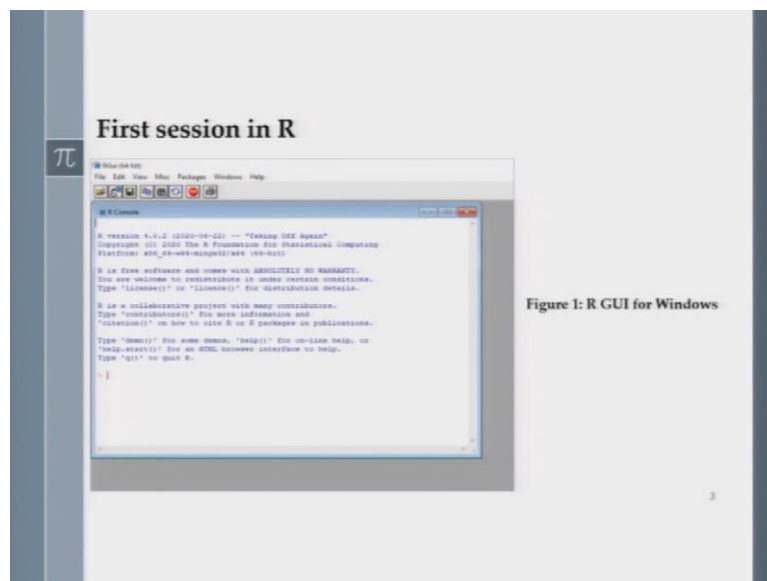 First session in R
π
RGui (64-bit)
File Edit View Misc Packages Windows Help
R Console
R version 4.0.2 (2020-06-22) -- "Taking Off Again"
Copyright (C) 2020 The R Foundation for Statistical Computing
Platform: x86_64-w64-mingw32/x64 (64-bit)
R is free software and comes with ABSOLUTELY NO WARRANTY.
You are welcome to redistribute it under certain conditions.
Type 'license()' or 'licence()' for distribution details.
R is a collaborative project with many contributors.
Type 'contributors()' for more information and
'citation()' on how to cite R or R packages in publications.
Type 'demo()' for some demos, 'help()' for on-line help, or
'help.start()' for an HTML browser interface to help.
Type 'q()' to quit R.
>
Figure 1: R GUI for Windows
3